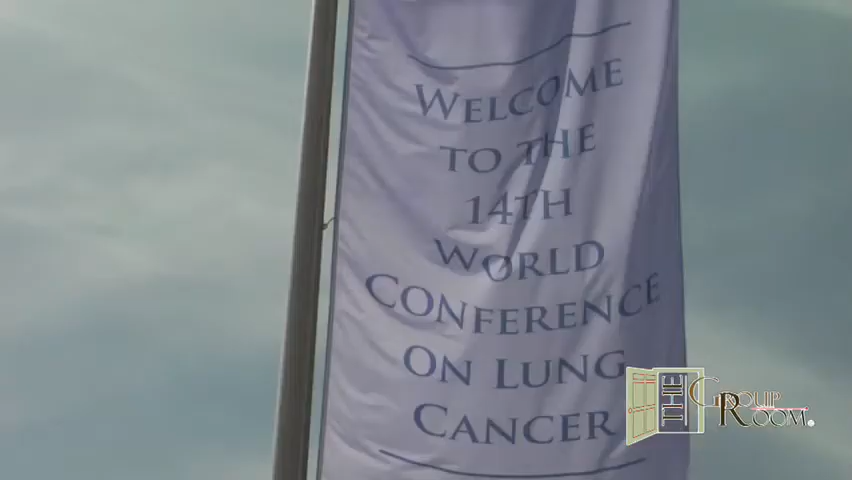 WELCOME
TO THE
14TH
WORLD
CONFERENCE
ON LUNG
CANCER
THE GROUP ROOM